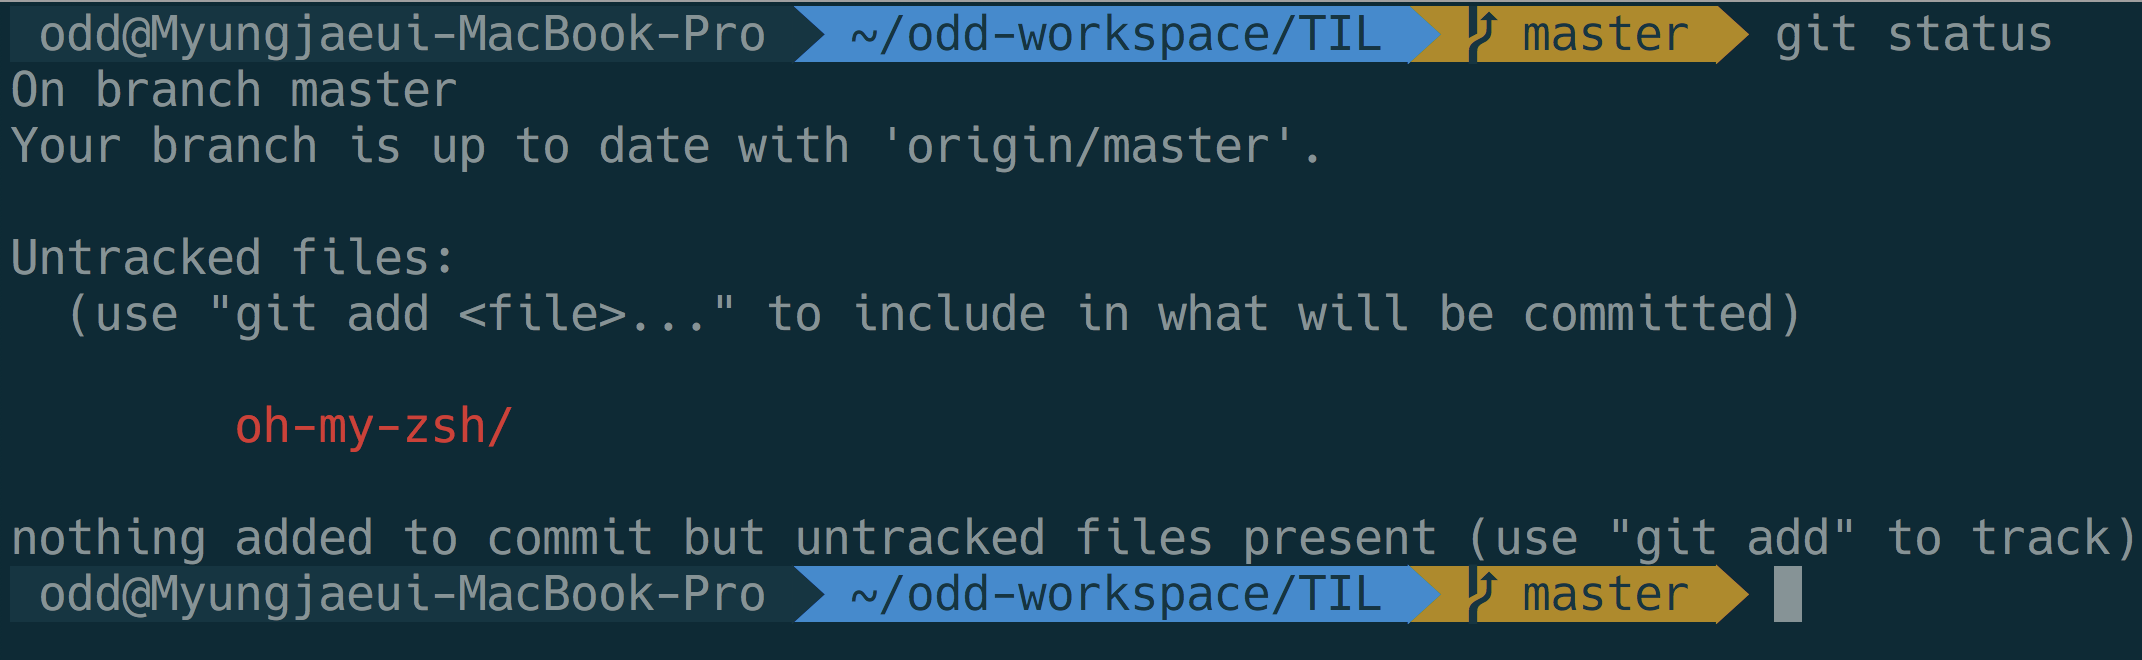 odd@Myungjaeui-MacBook-Pro ~/odd-workspace/TIL master git status
On branch master
Your branch is up to date with 'origin/master'.
Untracked files:
(use "git add <file>..." to include in what will be committed)
oh-my-zsh/
nothing added to commit but untracked files present (use "git add" to track)
odd@Myungjaeui-MacBook-Pro ~/odd-workspace/TIL master